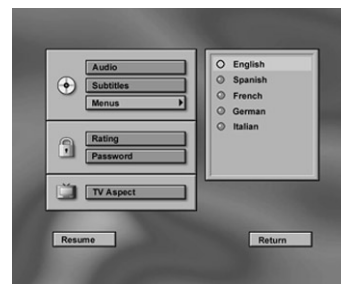 Audio
Subtitles
Menus
Rating
Password
TV Aspect
English
Spanish
French
German
Italian
Resume
Return